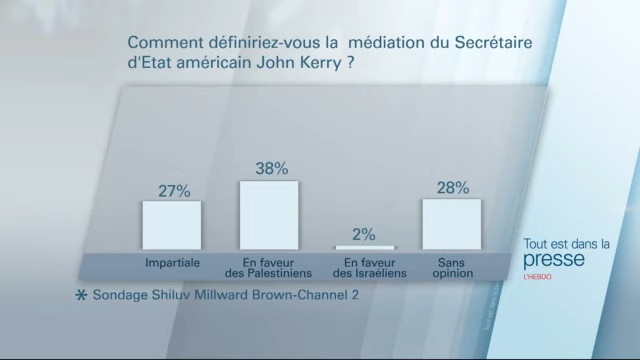 Comment définiriez-vous la médiation du Secrétaire
d'Etat américain John Kerry ?
27%
38%
2%
28%
Impartiale
En faveur
des Palestiniens
En faveur
des Israéliens
Sans
opinion
Tout est dans la
presse
L'HEBDO
* Sondage Shiluv Millward Brown-Channel 2